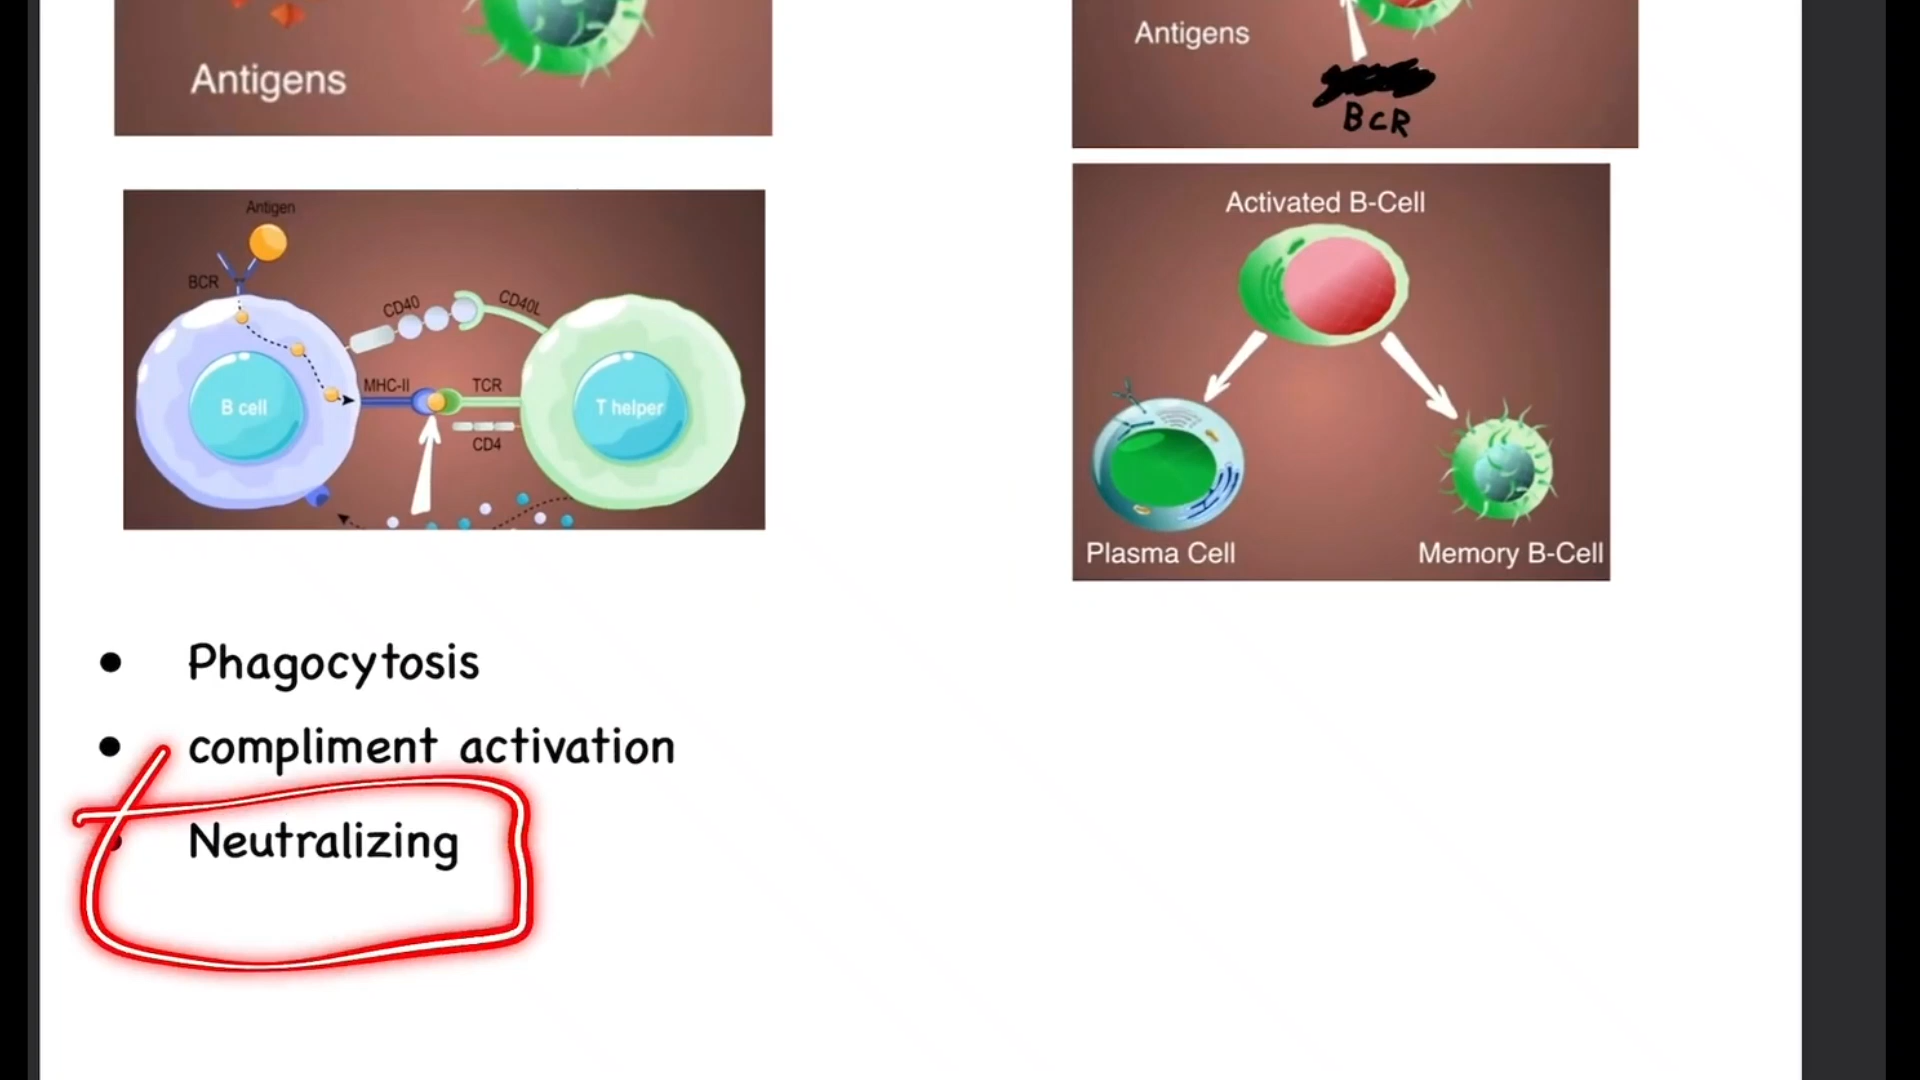 Antigens
Antigens
BCR
Antigen
BCR
CD40
CD40L
MHC-II
TCR
B cell
T helper
CD4
Activated B-Cell
Plasma Cell
Memory B-Cell
• Phagocytosis
• compliment activation
• Neutralizing